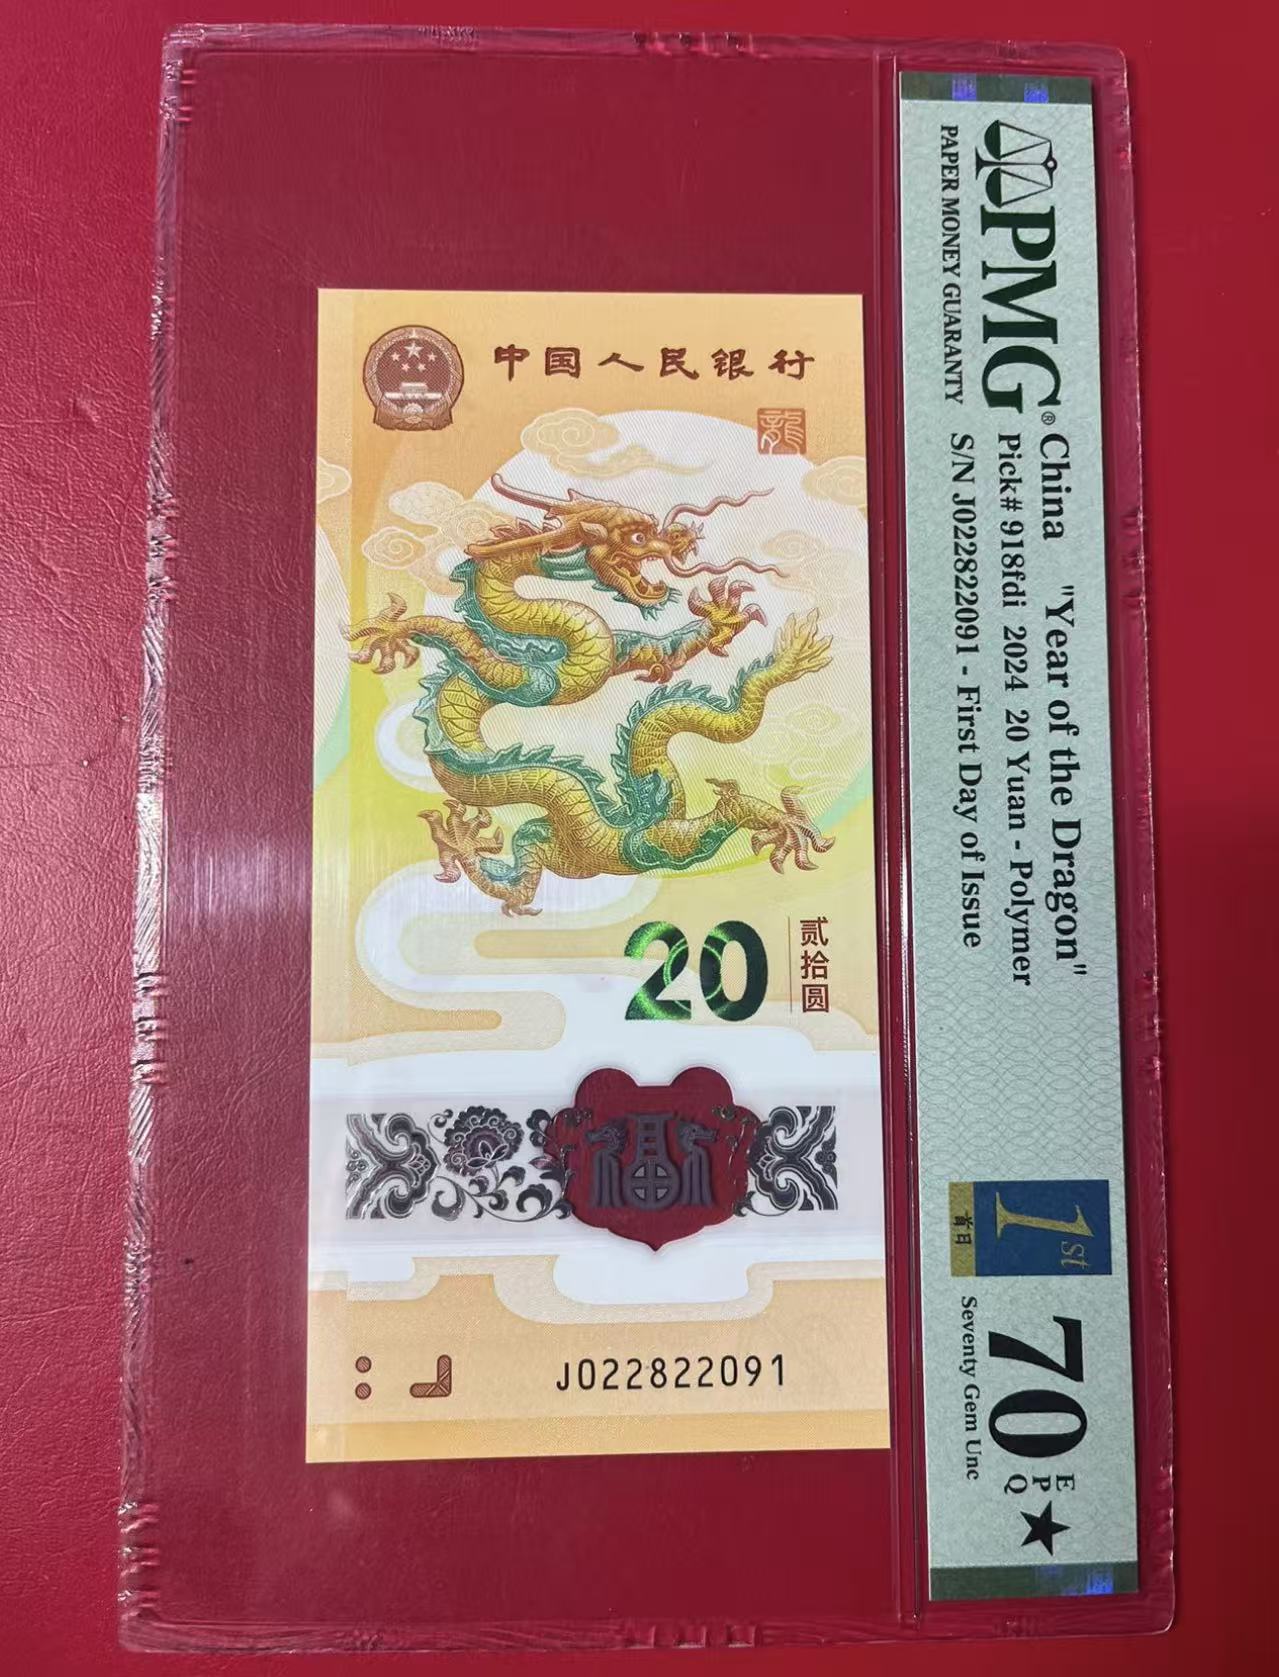 中国人民银行
龍
20
贰拾圆
J022822091
PMG®
PAPER MONEY GUARANTY
China "Year of the Dragon"
Pick# 918fdi 2024 20 Yuan - Polymer
S/N J022822091 - First Day of Issue
1st
首日
70 EPQ ★
Seventy Gem Unc